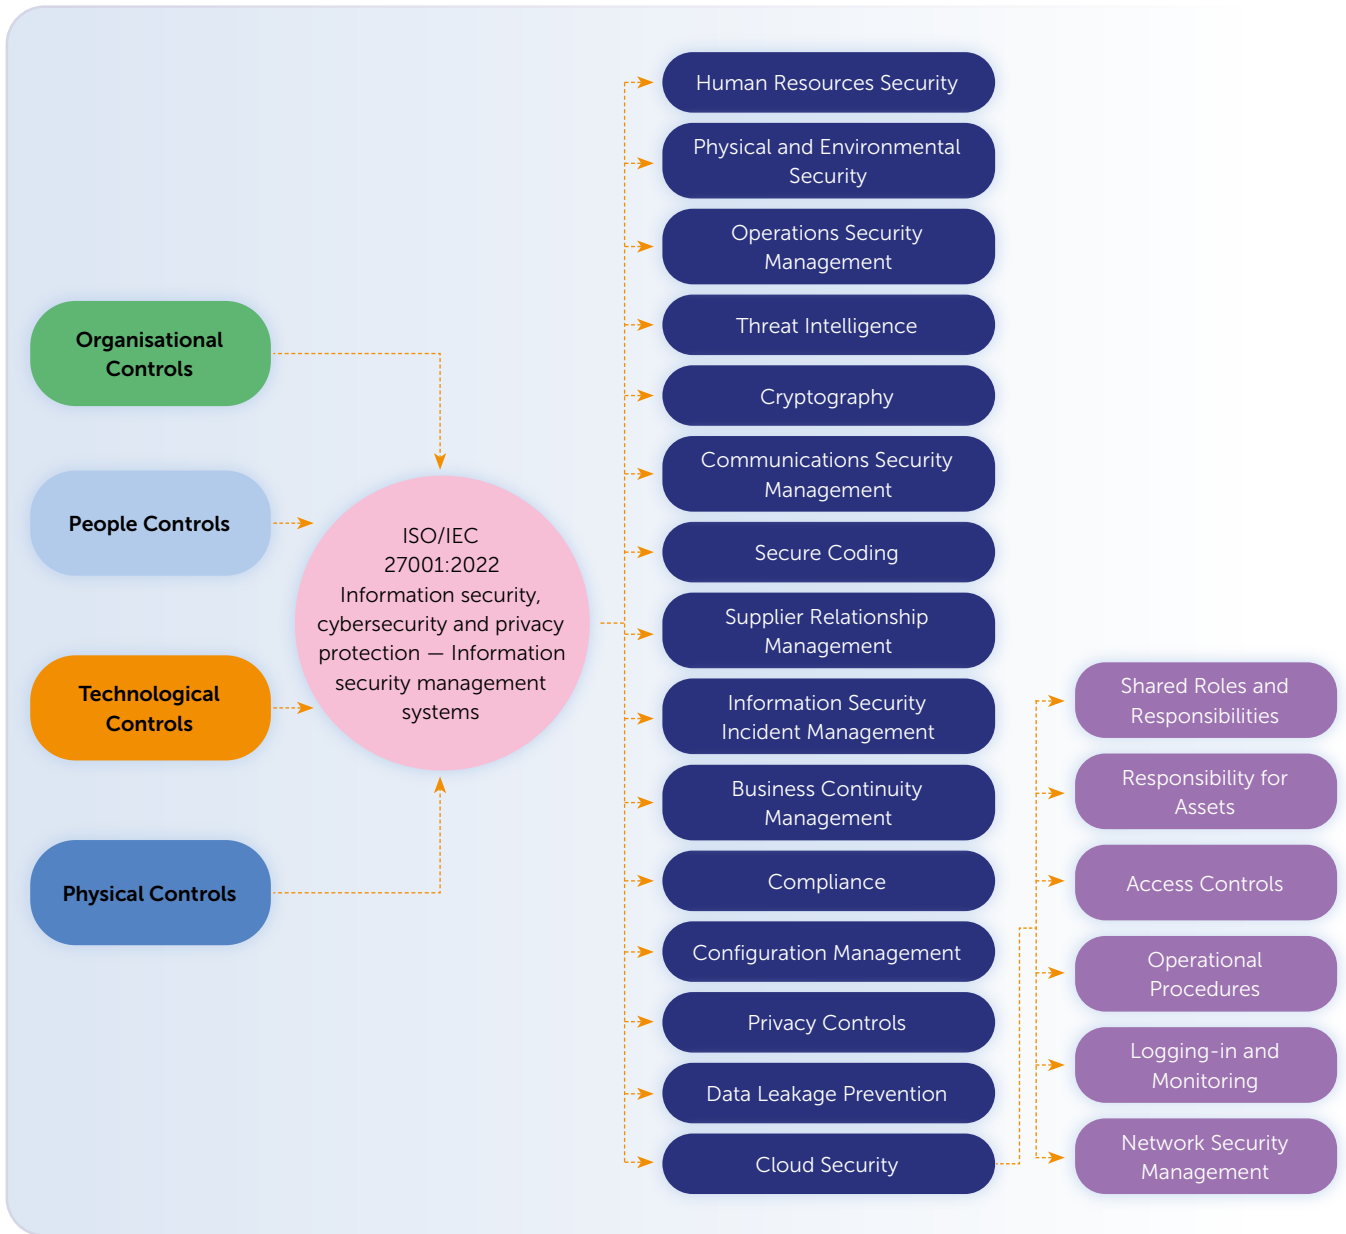 Organisational
Controls
People Controls
Technological
Controls
Physical Controls
ISO/IEC
27001:2022
Information security,
cybersecurity and privacy
protection — Information
security management
systems
Human Resources Security
Physical and Environmental
Security
Operations Security
Management
Threat Intelligence
Cryptography
Communications Security
Management
Secure Coding
Supplier Relationship
Management
Information Security
Incident Management
Business Continuity
Management
Compliance
Configuration Management
Privacy Controls
Data Leakage Prevention
Cloud Security
Shared Roles and
Responsibilities
Responsibility for
Assets
Access Controls
Operational
Procedures
Logging-in and
Monitoring
Network Security
Management